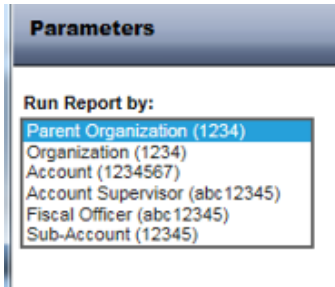 Parameters
Run Report by:
Parent Organization (1234)
Organization (1234)
Account (1234567)
Account Supervisor (abc12345)
Fiscal Officer (abc12345)
Sub-Account (12345)